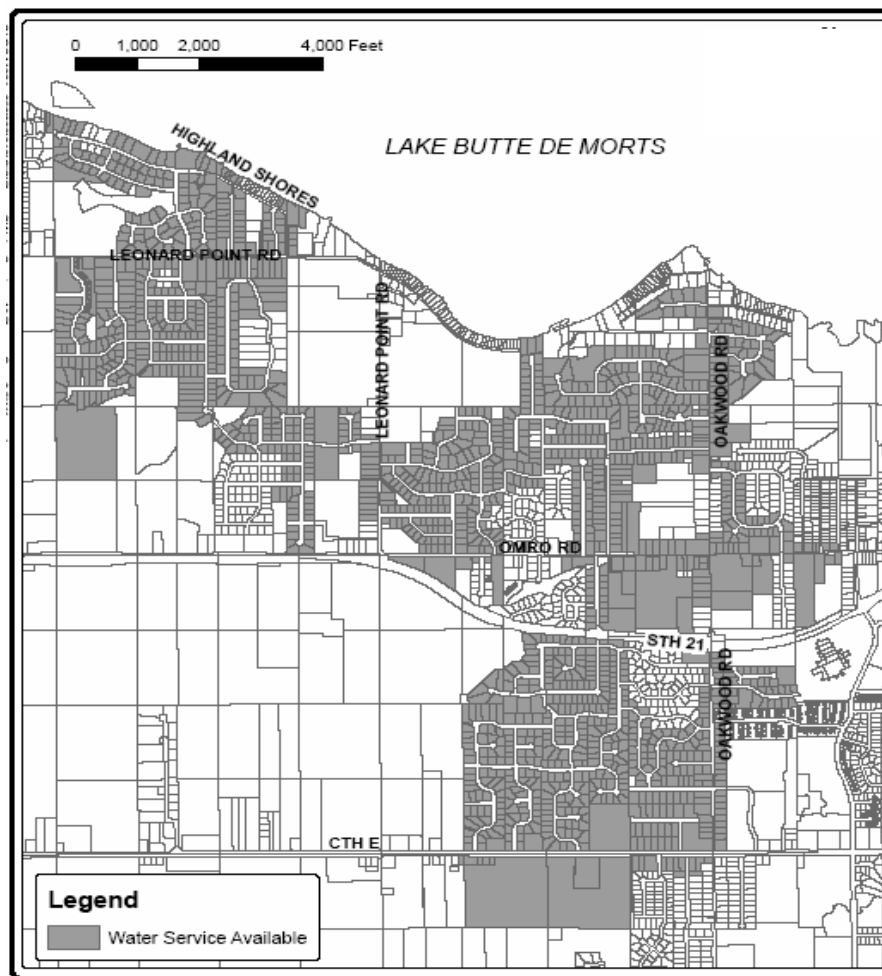 0 1,000 2,000 4,000 Feet
HIGHLAND SHORES
LAKE BUTTE DE MORTS
LEONARD POINT RD
LEONARD POINT RD
OAKWOOD RD
OMRO RD
STH 21
OAKWOOD RD
CTH E
Legend
Water Service Available